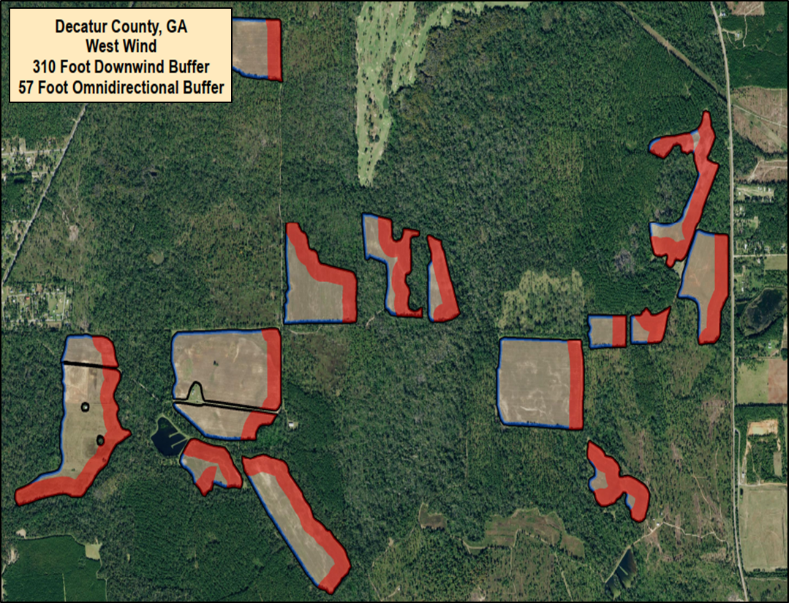 Decatur County, GA
West Wind
310 Foot Downwind Buffer
57 Foot Omnidirectional Buffer